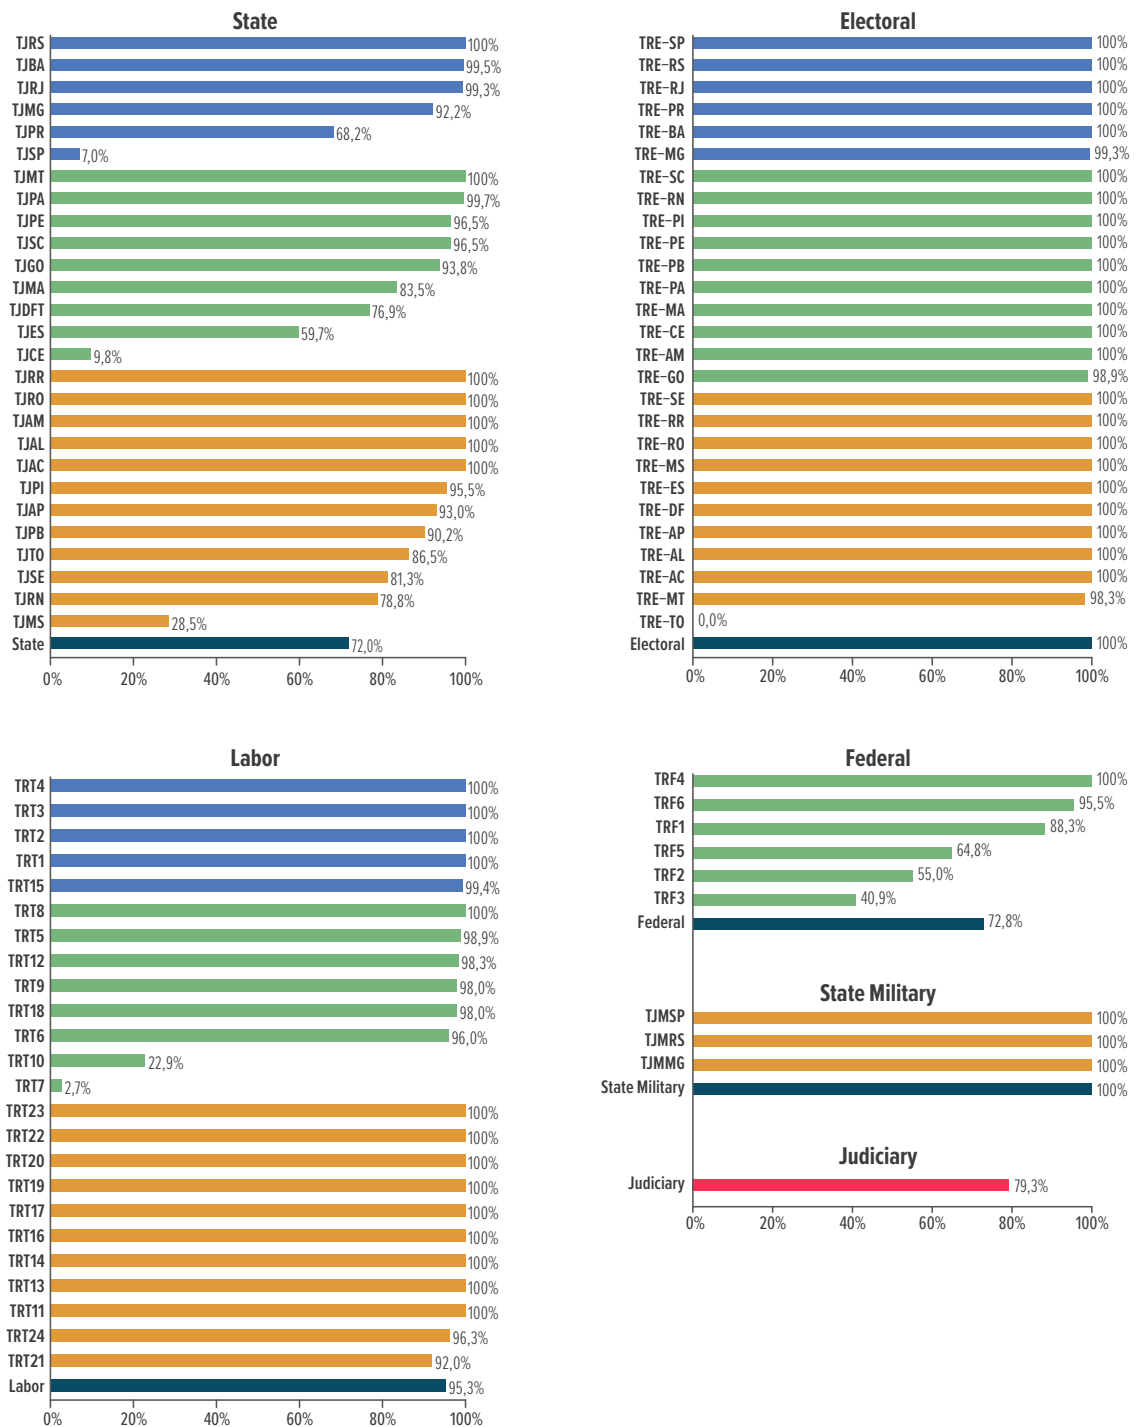 State
TJRS 100%
TJBA 99,5%
TJRJ 99,3%
TJMG 92,2%
TJPR 68,2%
TJSP 7,0%
TJMT 100%
TJPA 99,7%
TJPE 96,5%
TJSC 96,5%
TJGO 93,8%
TJMA 83,5%
TJDFT 76,9%
TJES 59,7%
TJCE 9,8%
TJRR 100%
TJRO 100%
TJAM 100%
TJAL 100%
TJAC 100%
TJPI 95,5%
TJAP 93,0%
TJPB 90,2%
TJTO 86,5%
TJSE 81,3%
TJRN 78,8%
TJMS 28,5%
State 72,0%
0% 20% 40% 60% 80% 100%
Electoral
TRE-SP 100%
TRE-RS 100%
TRE-RJ 100%
TRE-PR 100%
TRE-BA 100%
TRE-MG 99,3%
TRE-SC 100%
TRE-RN 100%
TRE-PI 100%
TRE-PE 100%
TRE-PB 100%
TRE-PA 100%
TRE-MA 100%
TRE-CE 100%
TRE-AM 100%
TRE-GO 98,9%
TRE-SE 100%
TRE-RR 100%
TRE-RO 100%
TRE-MS 100%
TRE-ES 100%
TRE-DF 100%
TRE-AP 100%
TRE-AL 100%
TRE-AC 100%
TRE-MT 98,3%
TRE-TO 0,0%
Electoral 100%
0% 20% 40% 60% 80% 100%
Labor
TRT4 100%
TRT3 100%
TRT2 100%
TRT1 100%
TRT15 99,4%
TRT8 100%
TRT5 98,9%
TRT12 98,3%
TRT9 98,0%
TRT18 98,0%
TRT6 96,0%
TRT10 22,9%
TRT7 2,7%
TRT23 100%
TRT22 100%
TRT20 100%
TRT19 100%
TRT17 100%
TRT16 100%
TRT14 100%
TRT13 100%
TRT11 100%
TRT24 96,3%
TRT21 92,0%
Labor 95,3%
0% 20% 40% 60% 80% 100%
Federal
TRF4 100%
TRF6 95,5%
TRF1 88,3%
TRF5 64,8%
TRF2 55,0%
TRF3 40,9%
Federal 72,8%
State Military
TJMSP 100%
TJMRS 100%
TJMMG 100%
State Military 100%
Judiciary
Judiciary 79,3%
0% 20% 40% 60% 80% 100%